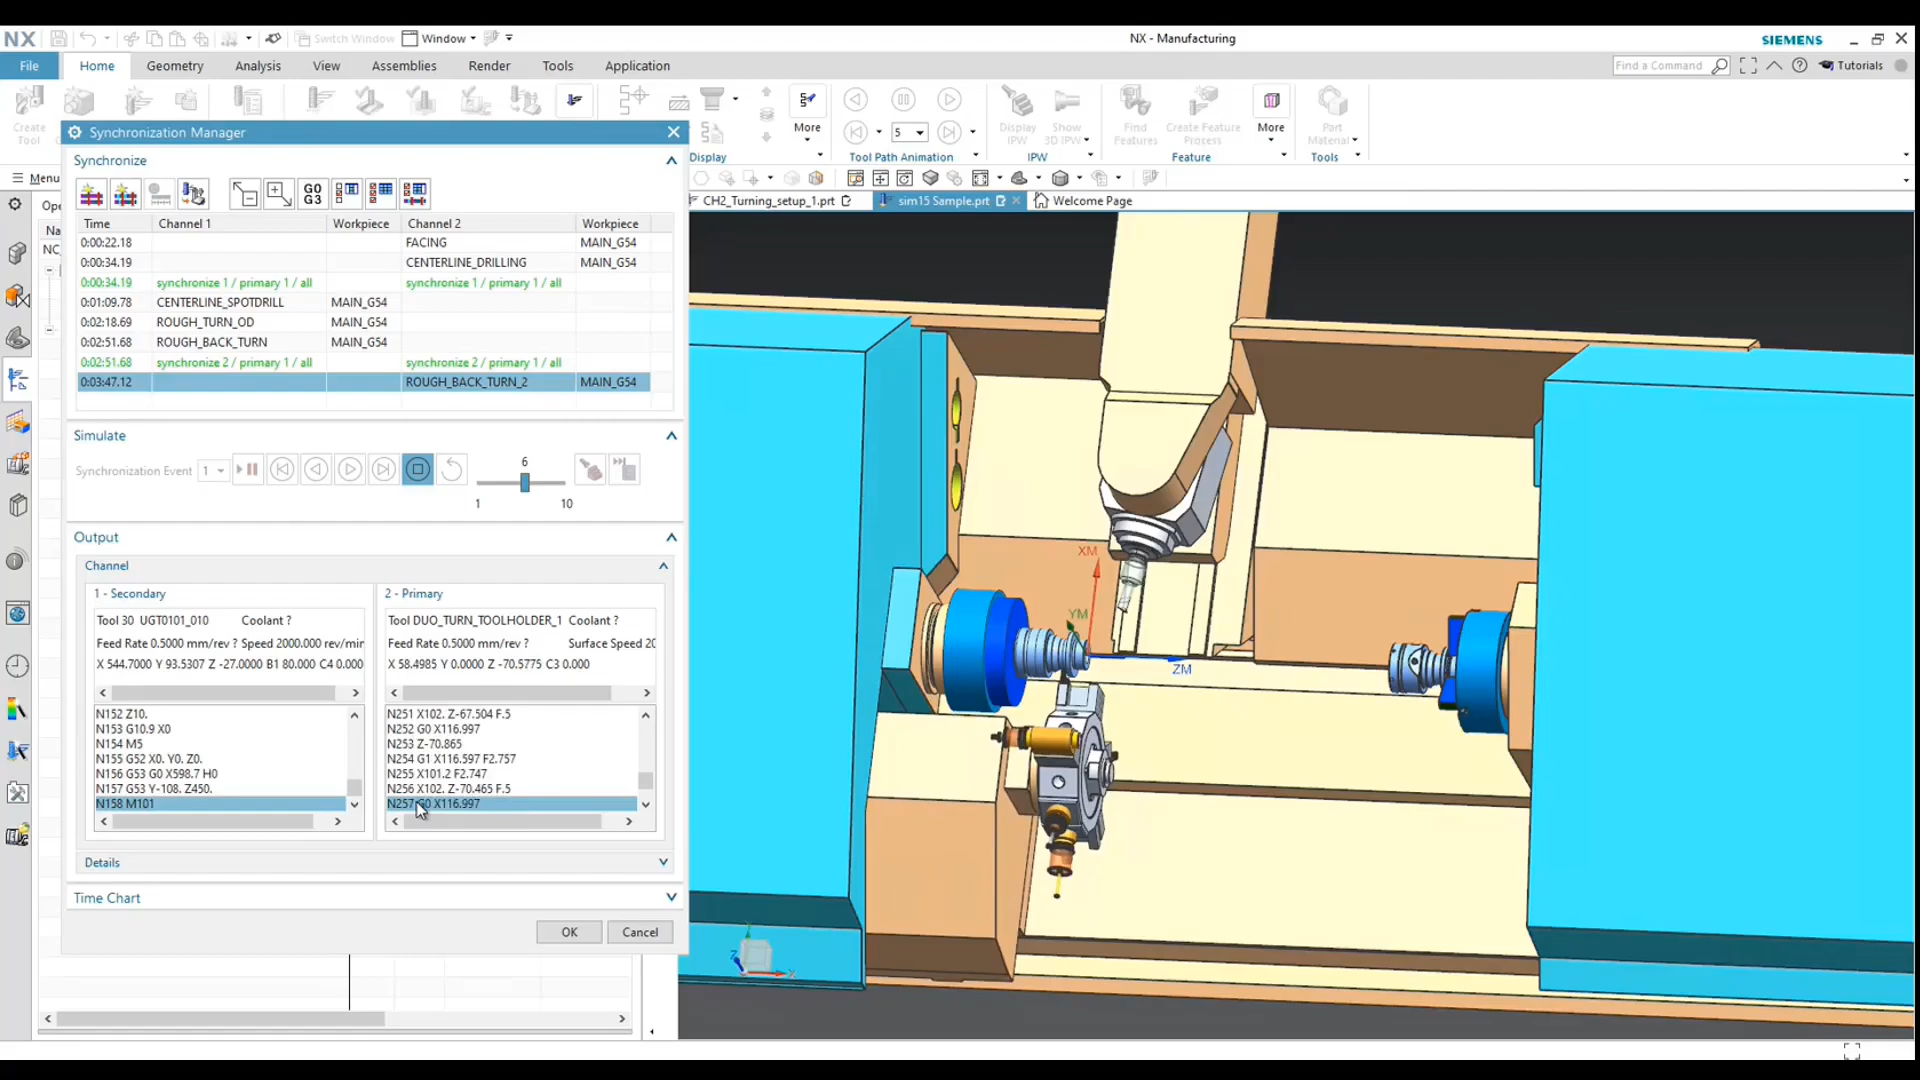 NX
Switch Window
Window
NX - Manufacturing
SIEMENS
File
Home
Geometry
Analysis
View
Assemblies
Render
Tools
Application
Find a Command
Tutorials
Create
Tool
More
5
Display
IPW
Show
3D IPW
Find
Features
Create Feature
Process
More
Part
Material
Display
Tool Path Animation
IPW
Feature
Tools
Menu
CH2_Turning_setup_1.prt
sim15 Sample.prt
Welcome Page
Ope
Na
NC_
Synchronization Manager
Synchronize
G0
G3
Time Channel 1 Workpiece Channel 2 Workpiece
0:00:22.18 FACING MAIN_G54
0:00:34.19 CENTERLINE_DRILLING MAIN_G54
0:00:34.19 synchronize 1 / primary 1 / all synchronize 1 / primary 1 / all
0:01:09.78 CENTERLINE_SPOTDRILL MAIN_G54
0:02:18.69 ROUGH_TURN_OD MAIN_G54
0:02:51.68 ROUGH_BACK_TURN MAIN_G54
0:02:51.68 synchronize 2 / primary 1 / all synchronize 2 / primary 1 / all
0:03:47.12 ROUGH_BACK_TURN_2 MAIN_G54
Simulate
Synchronization Event 1
6
1 10
Output
Channel
1 - Secondary
Tool 30 UGT0101_010 Coolant ?
Feed Rate 0.5000 mm/rev ? Speed 2000.000 rev/min
X 544.7000 Y 93.5307 Z -27.0000 B1 80.000 C4 0.000
N152 Z10.
N153 G10.9 X0
N154 M5
N155 G52 X0. Y0. Z0.
N156 G53 G0 X598.7 H0
N157 G53 Y-108. Z450.
N158 M101
2 - Primary
Tool DUO_TURN_TOOLHOLDER_1 Coolant ?
Feed Rate 0.5000 mm/rev ? Surface Speed 20
X 58.4985 Y 0.0000 Z -70.5775 C3 0.000
N251 X102. Z-67.504 F.5
N252 G0 X116.997
N253 Z-70.865
N254 G1 X116.597 F2.757
N255 X101.2 F2.747
N256 X102. Z-70.465 F.5
N257 G0 X116.997
Details
Time Chart
OK
Cancel
XM
YM
ZM
Z
X